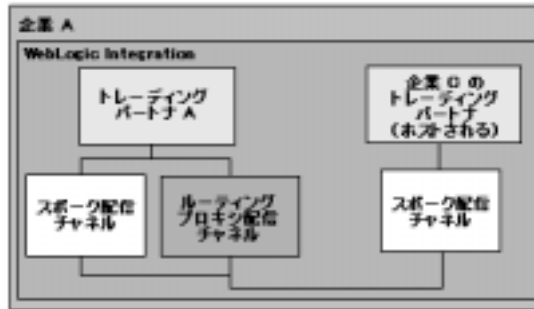 企業 A
WebLogic Integration
トレーディング
パートナ A
企業 C の
トレーディング
パートナ
(ホストされる)
スポーク配信
チャネル
ルーティング
プロキシ配信
チャネル
スポーク配信
チャネル